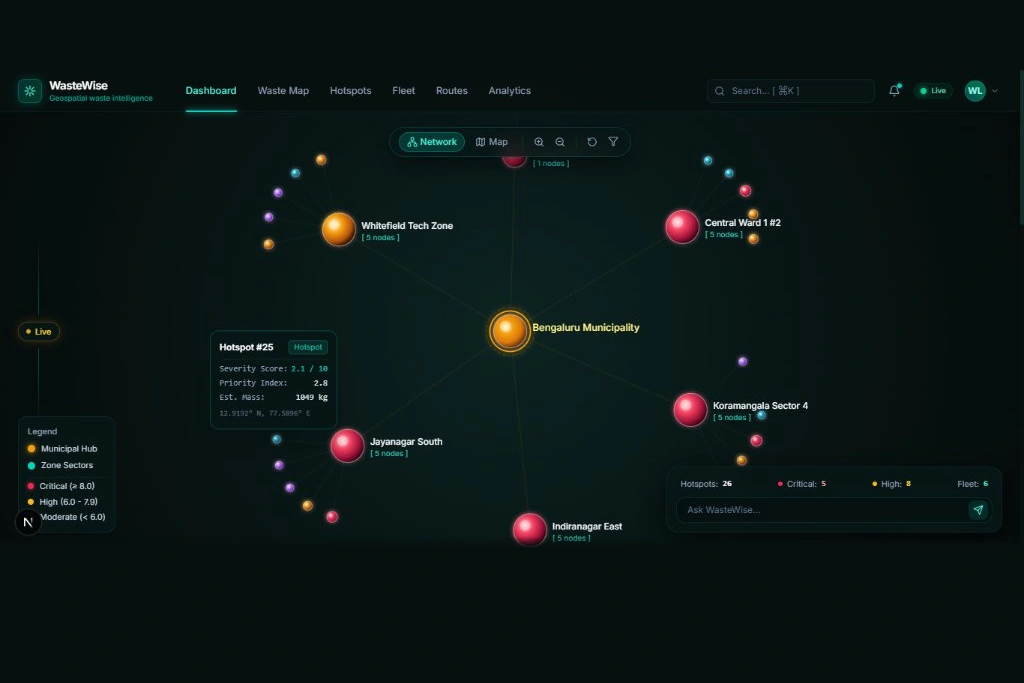 WasteWise
Geospatial waste intelligence
Dashboard
Waste Map
Hotspots
Fleet
Routes
Analytics
Search... [ ⌘K ]
Live
WL
Network
Map
[ 1 nodes ]
Whitefield Tech Zone
[ 5 nodes ]
Central Ward 1 #2
[ 5 nodes ]
Bengaluru Municipality
Live
Hotspot #25
Hotspot
Severity Score: 2.1 / 10
Priority Index: 2.8
Est. Mass: 1049 kg
12.9192° N, 77.5896° E
Koramangala Sector 4
[ 5 nodes ]
Jayanagar South
[ 5 nodes ]
Legend
Municipal Hub
Zone Sectors
Critical (≥ 8.0)
High (6.0 - 7.9)
Moderate (< 6.0)
N
Indiranagar East
[ 5 nodes ]
Hotspots: 26
Critical: 5
High: 8
Fleet: 6
Ask WasteWise...